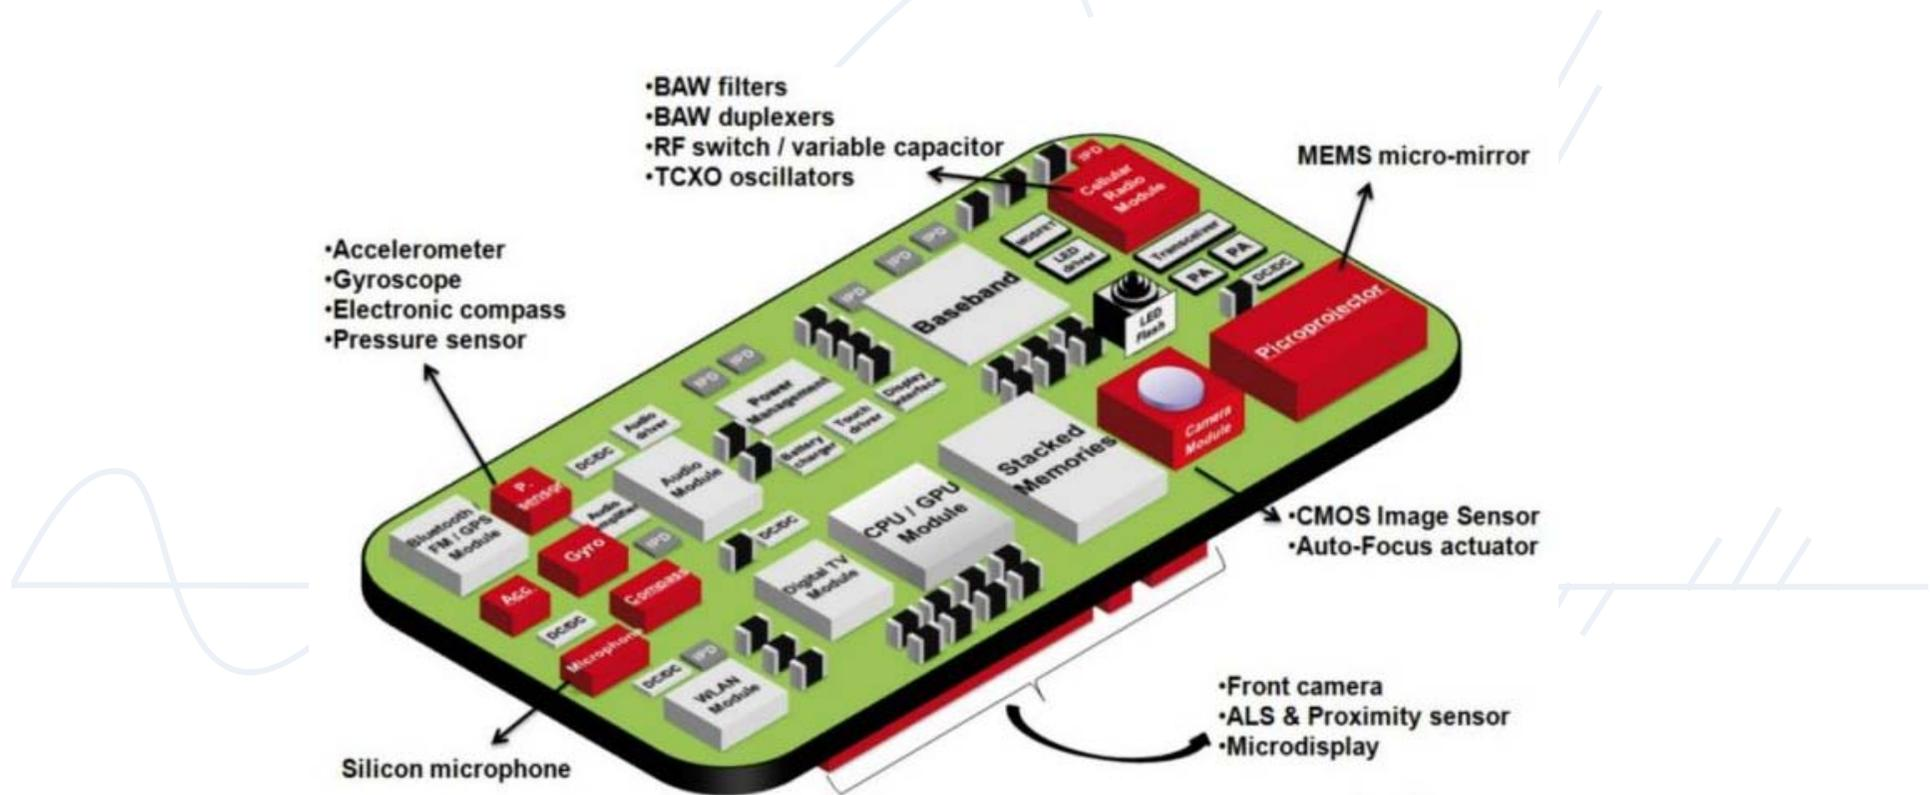 •BAW filters
•BAW duplexers
•RF switch / variable capacitor
•TCXO oscillators
MEMS micro-mirror
•Accelerometer
•Gyroscope
•Electronic compass
•Pressure sensor
IPD
Cellular
Radio
Module
MOSFET
LED
driver
Transceiver
PA
PA
DC/DC
IPD
IPD
IPD
Baseband
LED
Flash
Picroprojector
IPD
IPD
Power
Management
Display
interface
Touch
driver
Battery
charger
Camera
Module
Audio
driver
DC/DC
Audio
Module
Stacked
Memories
P.
sensor
Audio
Bluetooth
FM / GPS
Module
Gyro
IPD
DC/DC
CPU / GPU
Module
•CMOS Image Sensor
•Auto-Focus actuator
Acc.
Compass
Digital TV
Module
DC/DC
Microphone
IPD
DC/DC
WLAN
Module
•Front camera
•ALS & Proximity sensor
•Microdisplay
Silicon microphone